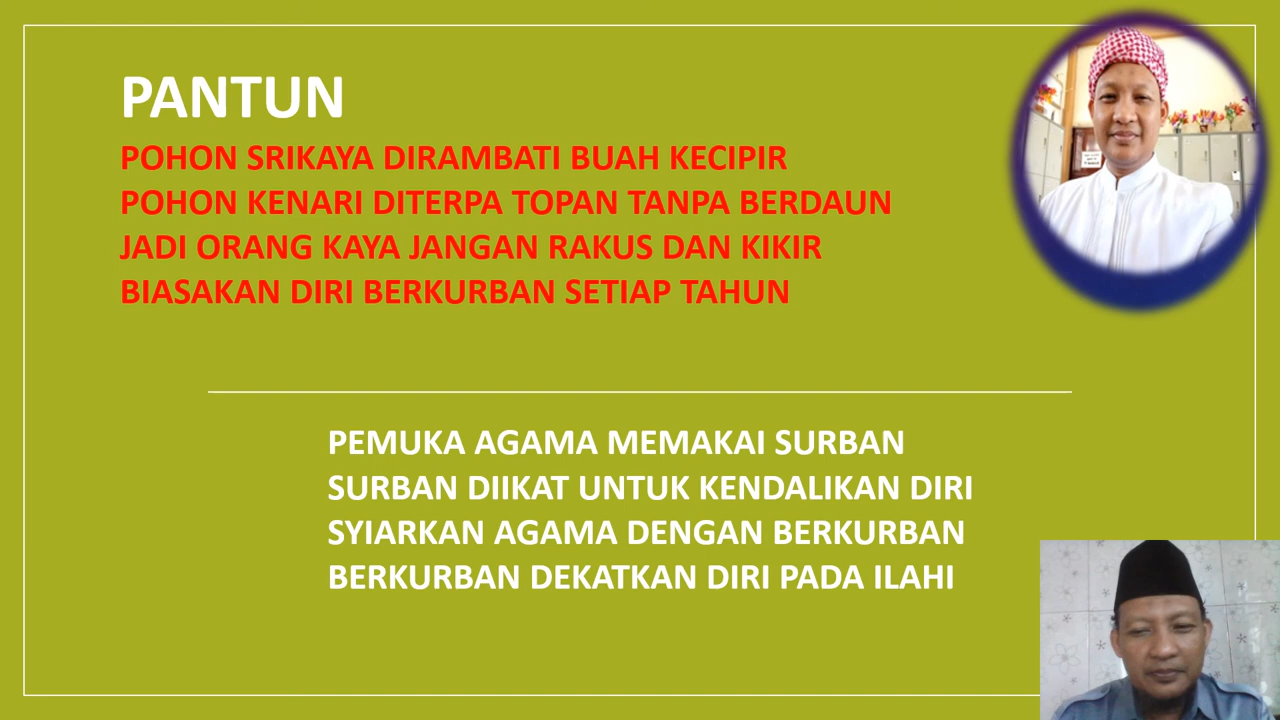 PANTUN
POHON SRIKAYA DIRAMBATI BUAH KECIPIR
POHON KENARI DITERPA TOPAN TANPA BERDAUN
JADI ORANG KAYA JANGAN RAKUS DAN KIKIR
BIASAKAN DIRI BERKURBAN SETIAP TAHUN
PEMUKA AGAMA MEMAKAI SURBAN
SURBAN DIIKAT UNTUK KENDALIKAN DIRI
SYIARKAN AGAMA DENGAN BERKURBAN
BERKURBAN DEKATKAN DIRI PADA ILAHI